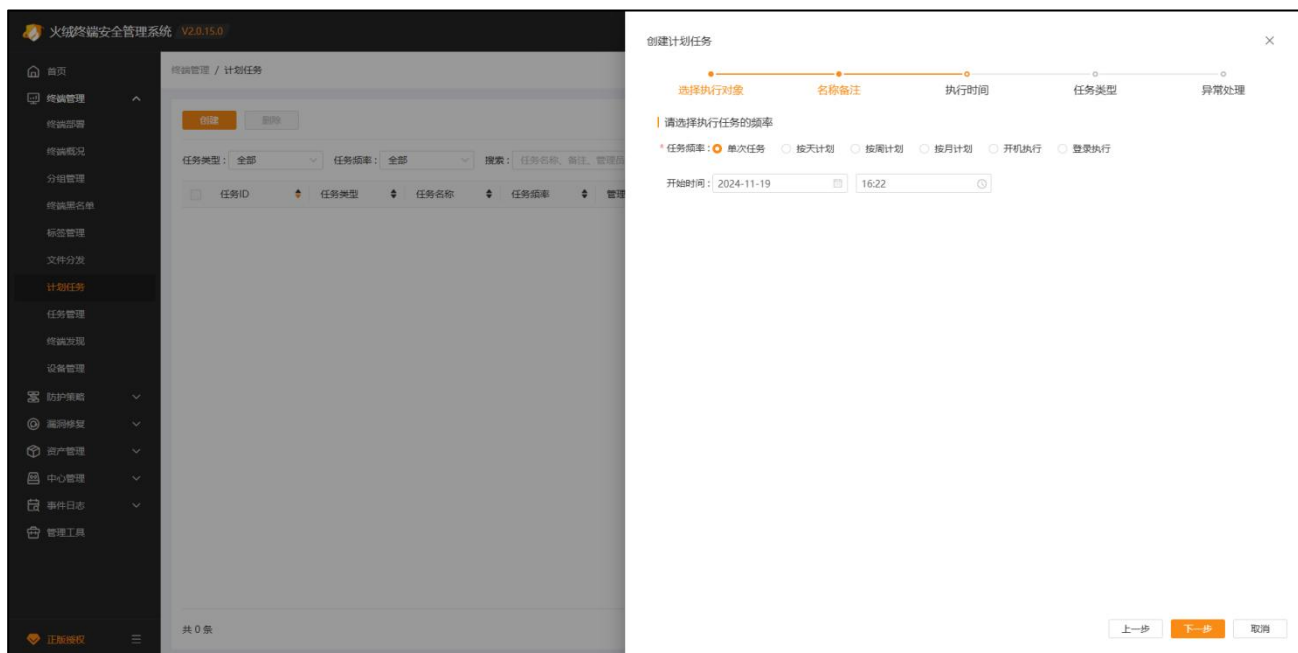 火绒终端安全管理系统 V2.0.15.0
首页
终端管理
终端部署
终端概况
分组管理
终端黑名单
标签管理
文件分发
计划任务
任务管理
终端发现
设备管理
防护策略
漏洞修复
资产管理
中心管理
事件日志
管理工具
正版授权
终端管理 / 计划任务
创建 删除
任务类型: 全部 任务频率: 全部 搜索: 任务名称、备注、管理员
任务ID 任务类型 任务名称 任务频率 管理
共 0 条
创建计划任务
选择执行对象 名称备注 执行时间 任务类型 异常处理
请选择执行任务的频率
* 任务频率: 单次任务 按天计划 按周计划 按月计划 开机执行 登录执行
开始时间: 2024-11-19 16:22
上一步 下一步 取消